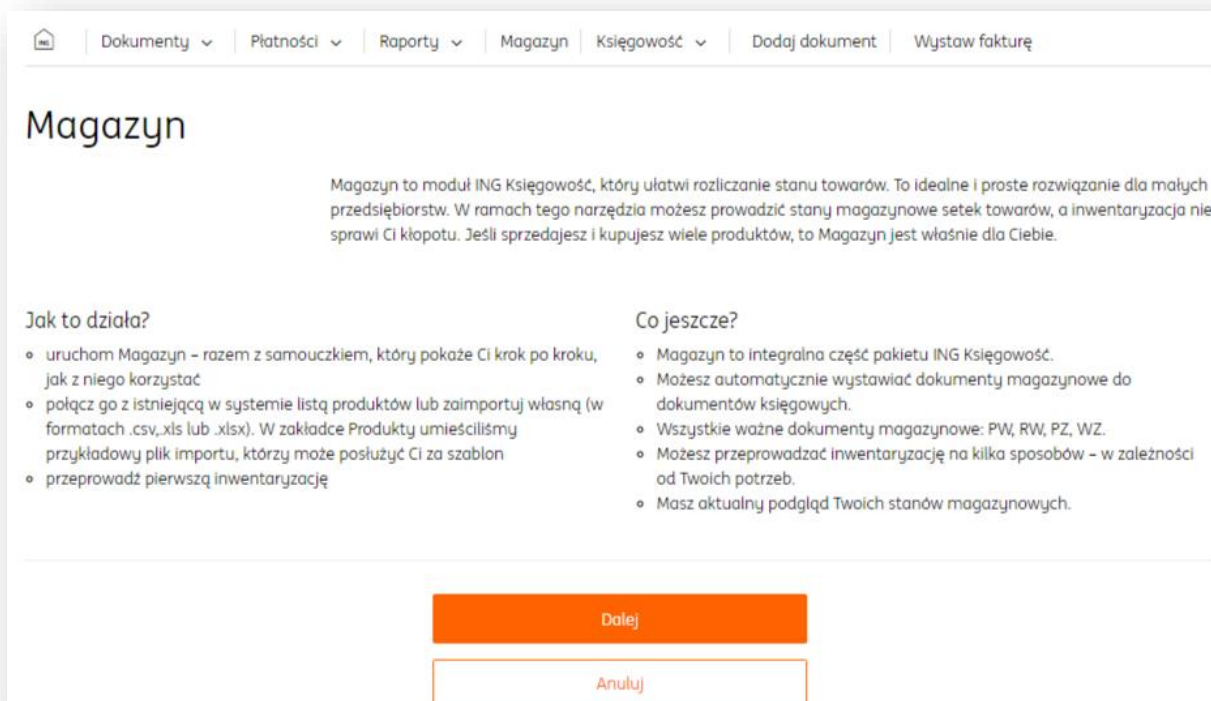 ING
Dokumenty
Płatności
Raporty
Magazyn
Księgowość
Dodaj dokument
Wystaw fakturę
Magazyn
Magazyn to moduł ING Księgowość, który ułatwi rozliczanie stanu towarów. To idealne i proste rozwiązanie dla małych
przedsiębiorstw. W ramach tego narzędzia możesz prowadzić stany magazynowe setek towarów, a inwentaryzacja nie
sprawi Ci kłopotu. Jeśli sprzedajesz i kupujesz wiele produktów, to Magazyn jest właśnie dla Ciebie.
Jak to działa?
uruchom Magazyn – razem z samouczkiem, który pokaże Ci krok po kroku,
jak z niego korzystać
połącz go z istniejącą w systemie listą produktów lub zaimportuj własną (w
formatach .csv,.xls lub .xlsx). W zakładce Produkty umieściliśmy
przykładowy plik importu, którzy może posłużyć Ci za szablon
przeprowadź pierwszą inwentaryzację
Co jeszcze?
Magazyn to integralna część pakietu ING Księgowość.
Możesz automatycznie wystawiać dokumenty magazynowe do
dokumentów księgowych.
Wszystkie ważne dokumenty magazynowe: PW, RW, PZ, WZ.
Możesz przeprowadzać inwentaryzację na kilka sposobów – w zależności
od Twoich potrzeb.
Masz aktualny podgląd Twoich stanów magazynowych.
Dalej
Anuluj